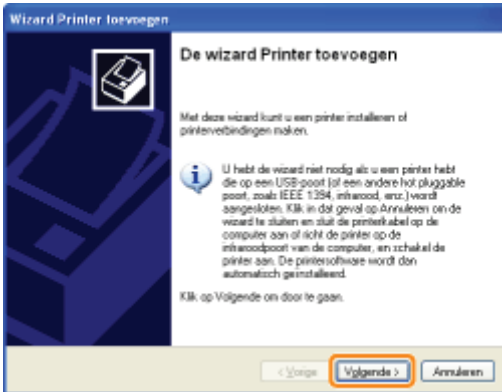 Wizard Printer toevoegen
De wizard Printer toevoegen
Met deze wizard kunt u een printer installeren of
printerverbindingen maken.
U hebt de wizard niet nodig als u een printer hebt
die op een USB-poort (of een andere hot pluggable
poort, zoals IEEE 1394, infrarood, enz.) wordt
aangesloten. Klik in dat geval op Annuleren om de
wizard te sluiten en sluit de printerkabel op de
computer aan of richt de printer op de
infraroodpoort van de computer, en schakel de
printer aan. De printersoftware wordt dan
automatisch geïnstalleerd.
Klik op Volgende om door te gaan.
< Vorige Volgende > Annuleren